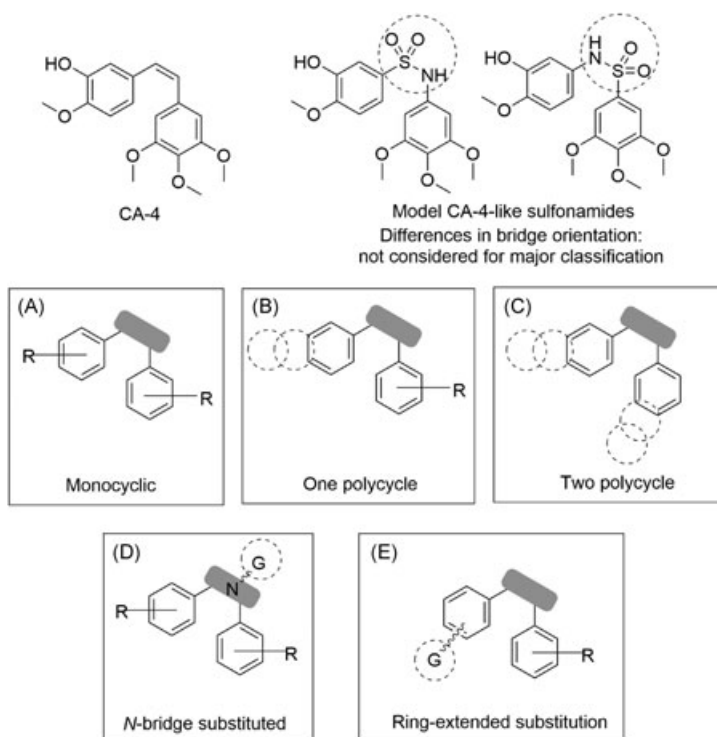 HO
O
O
O
O
CA-4
HO
O
O O
S
NH
O
O
O
HO
O
H
N
O
S
O
O
O
O
Model CA-4-like sulfonamides
Differences in bridge orientation:
not considered for major classification
(A)
R
R
Monocyclic
(B)
R
One polycycle
(C)
Two polycycle
(D)
G
N
R
R
N-bridge substituted
(E)
G
R
Ring-extended substitution